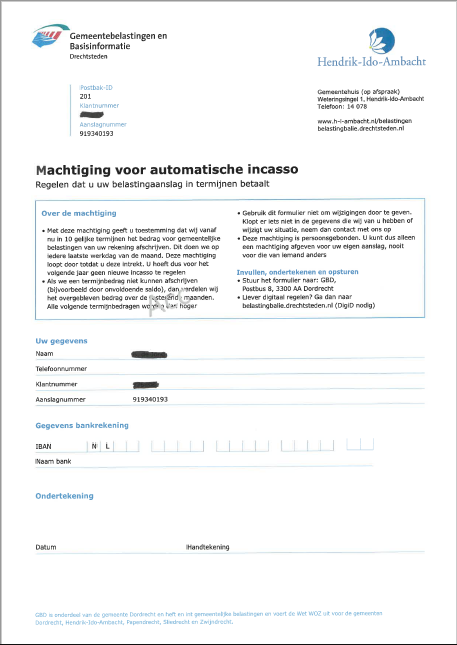 Gemeentebelastingen en
Basisinformatie
Drechtsteden
Hendrik-Ido-Ambacht
Postbak-ID
201
Klantnummer
Aanslagnummer
919340193
Gemeentehuis (op afspraak)
Weteringsingel 1, Hendrik-Ido-Ambacht
Telefoon: 14 078
www.h-i-ambacht.nl/belastingen
belastingbalie.drechtsteden.nl
Machtiging voor automatische incasso
Regelen dat u uw belastingaanslag in termijnen betaalt
Over de machtiging
• Met deze machtiging geeft u toestemming dat wij vanaf
nu in 10 gelijke termijnen het bedrag voor gemeentelijke
belastingen van uw rekening afschrijven. Dit doen we op
iedere laatste werkdag van de maand. Deze machtiging
loopt door totdat u deze intrekt. U hoeft dus voor het
volgende jaar geen nieuwe incasso te regelen
• Als we een termijnbedrag niet kunnen afschrijven
(bijvoorbeeld door onvoldoende saldo), dan verdelen wij
het overgebleven bedrag over de resterende maanden.
Alle volgende termijnbedragen worden dan hoger
• Gebruik dit formulier niet om wijzigingen door te geven.
Klopt er iets niet in de gegevens die wij van u hebben of
wijzigt uw situatie, neem dan contact met ons op
• Deze machtiging is persoonsgebonden. U kunt dus alleen
een machtiging afgeven voor uw eigen aanslag, nooit
voor die van iemand anders
Invullen, ondertekenen en opsturen
• Stuur het formulier naar: GBD,
Postbus 8, 3300 AA Dordrecht
• Liever digitaal regelen? Ga dan naar
belastingbalie.drechtsteden.nl (DigiD nodig)
Uw gegevens
Naam
Telefoonnummer
Klantnummer
Aanslagnummer 919340193
Gegevens bankrekening
IBAN N L
Naam bank
Ondertekening
Datum Handtekening
GBD is onderdeel van de gemeente Dordrecht en heft en int gemeentelijke belastingen en voert de Wet WOZ uit voor de gemeenten
Dordrecht, Hendrik-Ido-Ambacht, Papendrecht, Sliedrecht en Zwijndrecht.